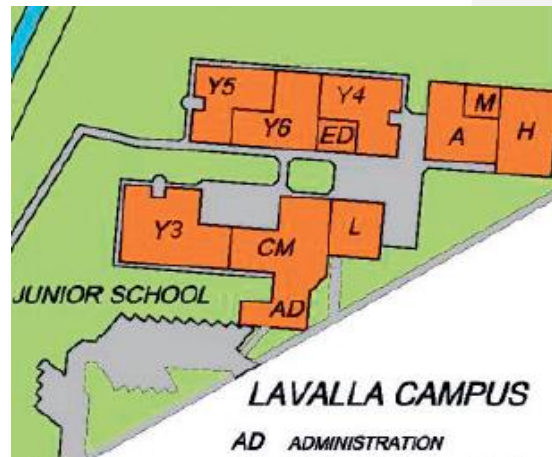 Y5
Y4
Y6
ED
M
A
H
Y3
CM
L
AD
JUNIOR SCHOOL
LAVALLA CAMPUS
AD ADMINISTRATION